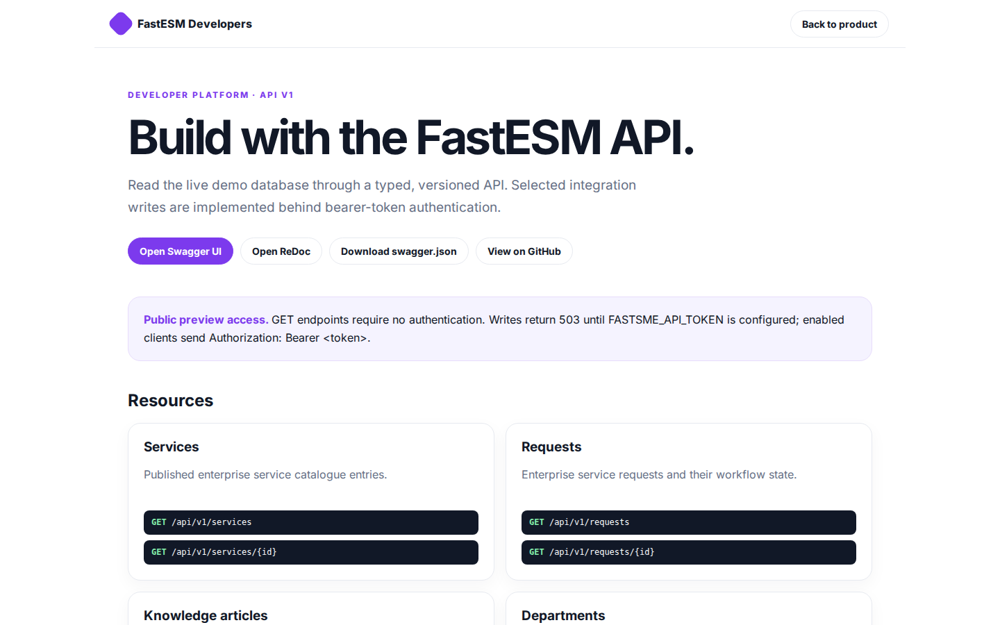 FastESM Developers
Back to product
DEVELOPER PLATFORM · API V1
Build with the FastESM API.
Read the live demo database through a typed, versioned API. Selected integration
writes are implemented behind bearer-token authentication.
Open Swagger UI
Open ReDoc
Download swagger.json
View on GitHub
Public preview access. GET endpoints require no authentication. Writes return 503 until FASTSME_API_TOKEN is configured; enabled
clients send Authorization: Bearer <token>.
Resources
Services
Published enterprise service catalogue entries.
GET /api/v1/services
GET /api/v1/services/{id}
Requests
Enterprise service requests and their workflow state.
GET /api/v1/requests
GET /api/v1/requests/{id}
Knowledge articles
Departments